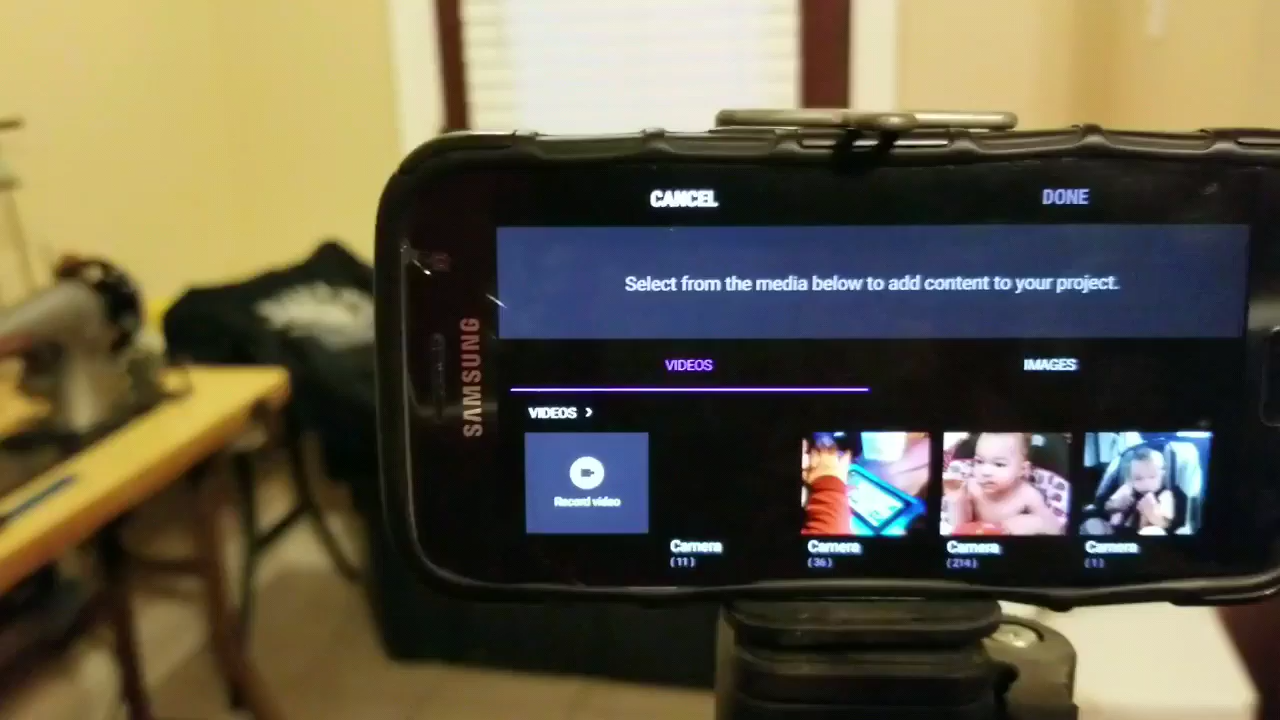 CANCEL
DONE
Select from the media below to add content to your project.
SAMSUNG
VIDEOS
IMAGES
VIDEOS >
Record video
Camera
(11)
Camera
(36)
Camera
(214)
Camera
(1)